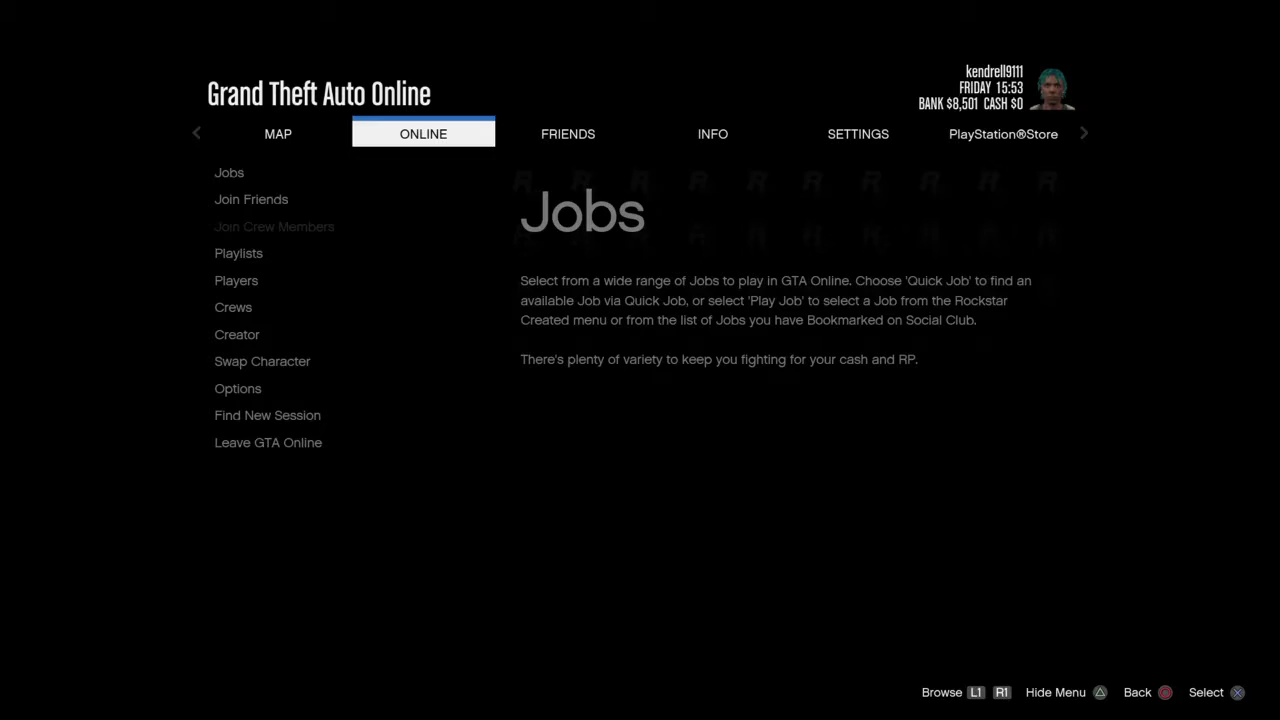 Grand Theft Auto Online
kendrell9111
FRIDAY 15:53
BANK $8,501 CASH $0
MAP ONLINE FRIENDS INFO SETTINGS PlayStation®Store
Jobs
Join Friends
Join Crew Members
Playlists
Players
Crews
Creator
Swap Character
Options
Find New Session
Leave GTA Online
Jobs
Select from a wide range of Jobs to play in GTA Online. Choose 'Quick Job' to find an
available Job via Quick Job, or select 'Play Job' to select a Job from the Rockstar
Created menu or from the list of Jobs you have Bookmarked on Social Club.
There's plenty of variety to keep you fighting for your cash and RP.
Browse L1 R1 Hide Menu Back Select